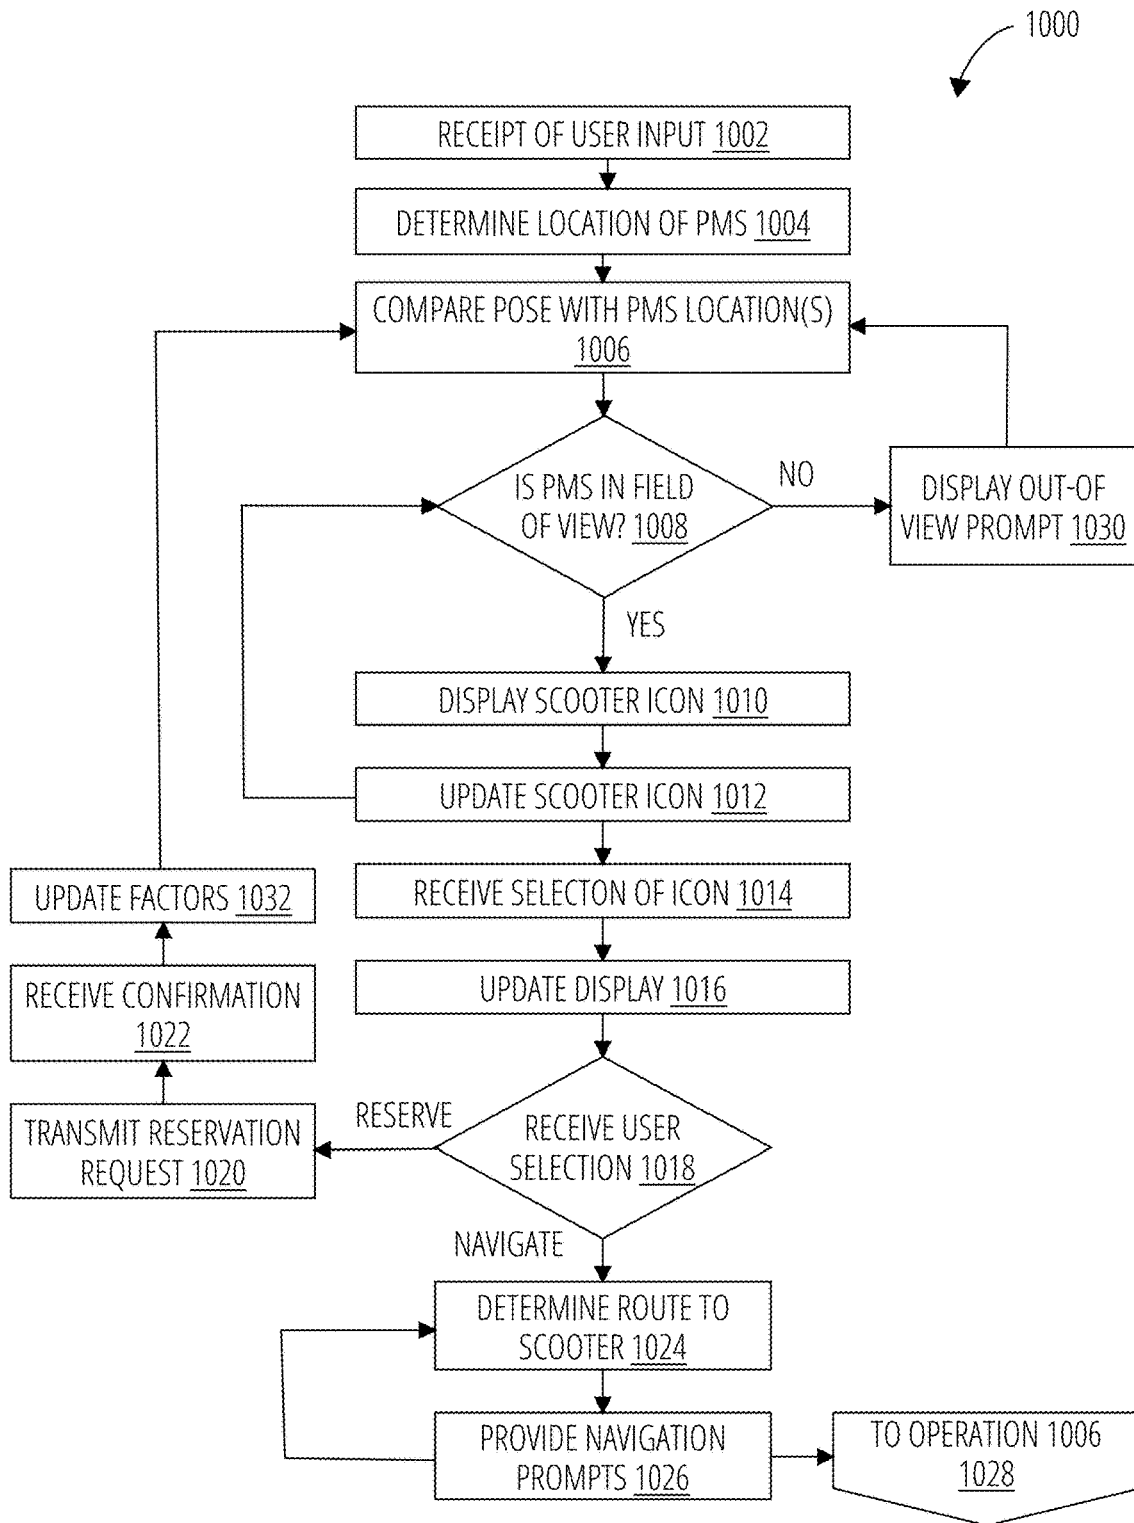 1000
RECEIPT OF USER INPUT 1002
DETERMINE LOCATION OF PMS 1004
COMPARE POSE WITH PMS LOCATION(S)
1006
IS PMS IN FIELD
OF VIEW? 1008
NO
DISPLAY OUT-OF
VIEW PROMPT 1030
YES
DISPLAY SCOOTER ICON 1010
UPDATE SCOOTER ICON 1012
RECEIVE SELECTON OF ICON 1014
UPDATE DISPLAY 1016
UPDATE FACTORS 1032
RECEIVE CONFIRMATION
1022
TRANSMIT RESERVATION
REQUEST 1020
RESERVE
RECEIVE USER
SELECTION 1018
NAVIGATE
DETERMINE ROUTE TO
SCOOTER 1024
PROVIDE NAVIGATION
PROMPTS 1026
TO OPERATION 1006
1028